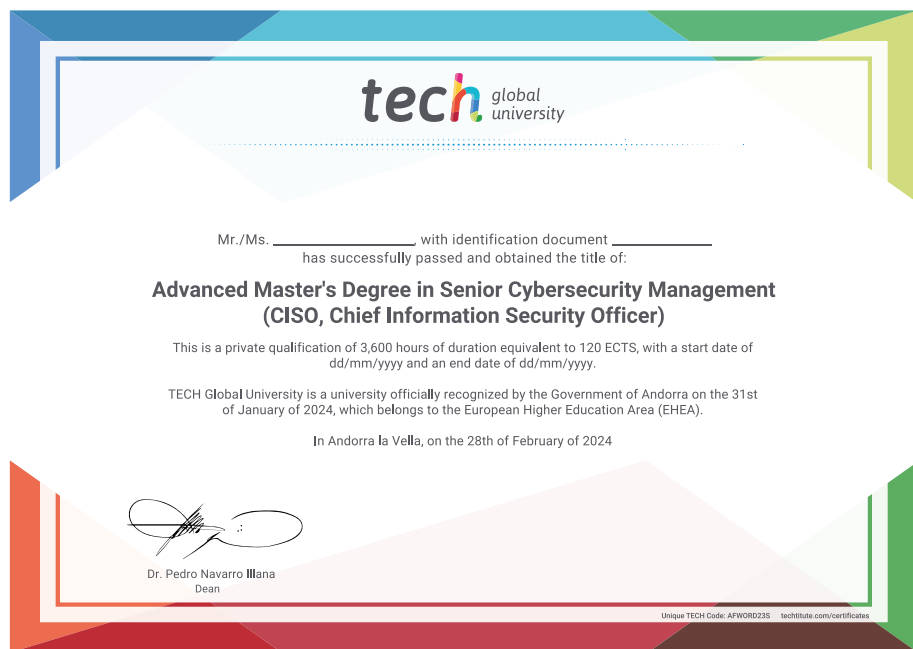 tech global university
Mr./Ms. ______________, with identification document __________
has successfully passed and obtained the title of:
Advanced Master's Degree in Senior Cybersecurity Management
(CISO, Chief Information Security Officer)
This is a private qualification of 3,600 hours of duration equivalent to 120 ECTS, with a start date of
dd/mm/yyyy and an end date of dd/mm/yyyy.
TECH Global University is a university officially recognized by the Government of Andorra on the 31st
of January of 2024, which belongs to the European Higher Education Area (EHEA).
In Andorra la Vella, on the 28th of February of 2024
Dr. Pedro Navarro Illana
Dean
Unique TECH Code: AFWORD23S techtitute.com/certificates